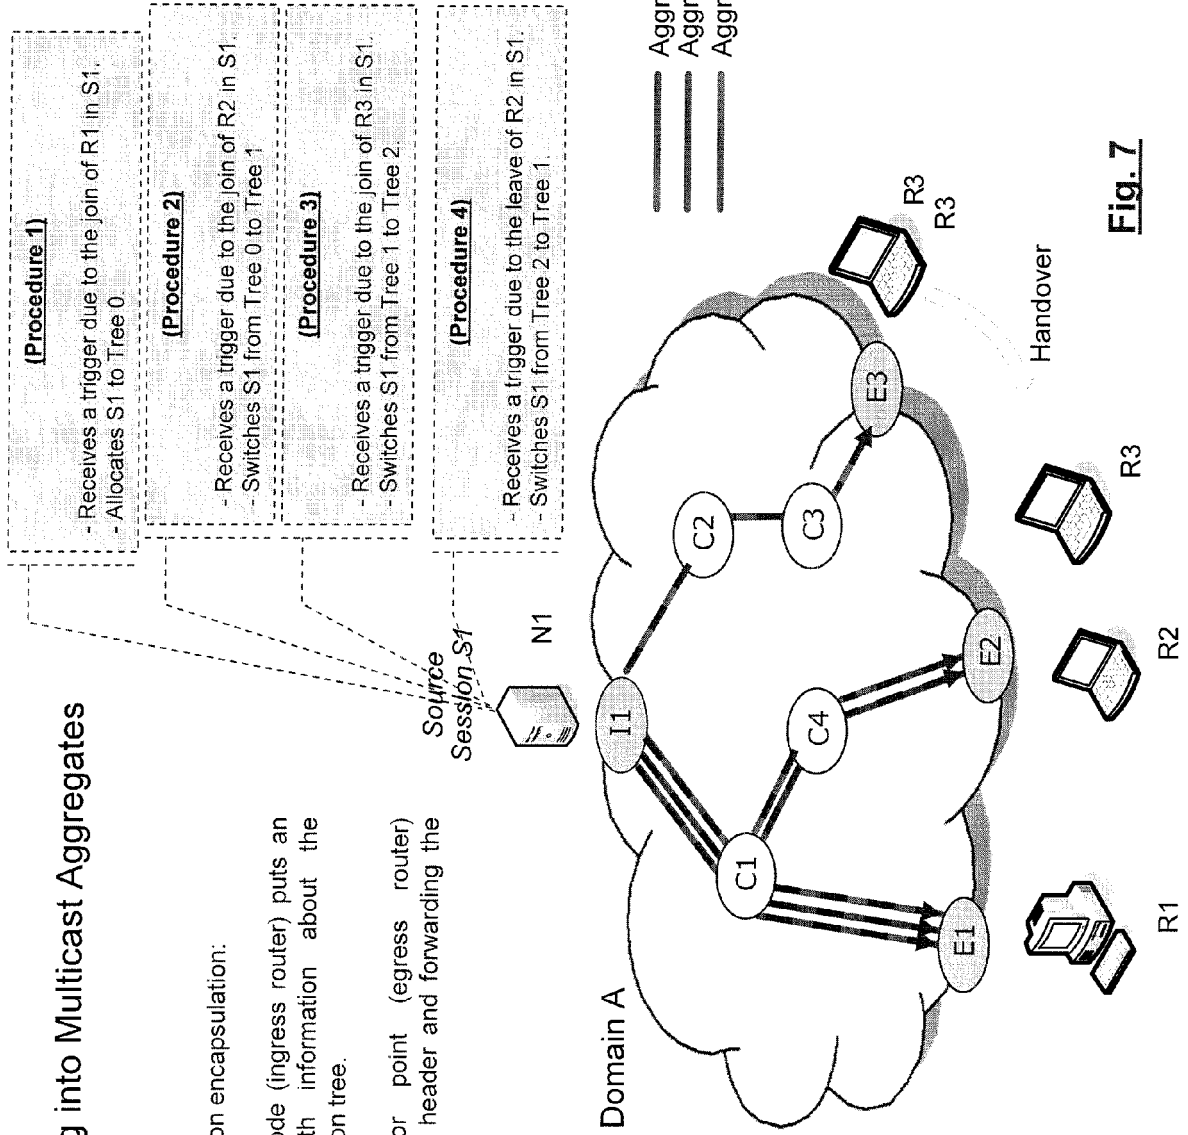 g into Multicast Aggregates
on encapsulation:
ode (ingress router) puts an
th information about the
on tree.
or point (egress router)
header and forwarding the
(Procedure 1)
- Receives a trigger due to the join of R1 in S1.
- Allocates S1 to Tree 0.
(Procedure 2)
- Receives a trigger due to the join of R2 in S1.
- Switches S1 from Tree 0 to Tree 1
(Procedure 3)
- Receives a trigger due to the join of R3 in S1.
- Switches S1 from Tree 1 to Tree 2.
(Procedure 4)
- Receives a trigger due to the leave of R2 in S1.
- Switches S1 from Tree 2 to Tree 1.
Source
Session S1
N1
Domain A
I1
C1
C2
C3
C4
E1
E2
E3
R1
R2
R3
R3
R3
Handover
Aggr
Aggr
Aggr
Fig. 7